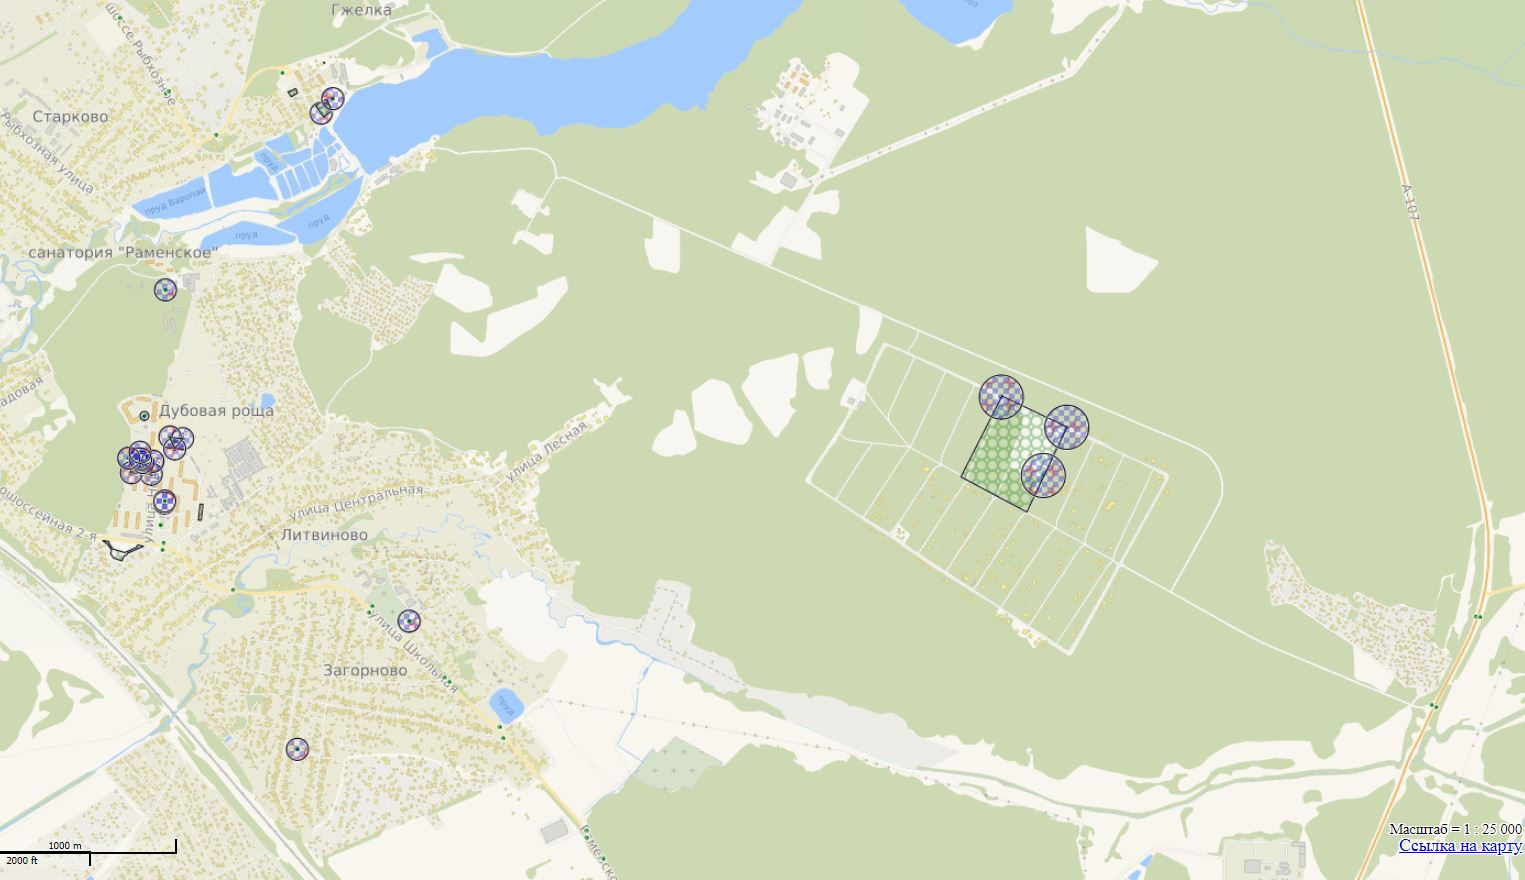 Гжелка
шоссе Рыбхозное
Старково
Рыбхозная улица
пруд
пруд Варопай
пруд
пруд
А-107
санатория "Раменское"
Дубовая роща
улица Лесная
улица Центральная
Литвиново
улица Школьная
Загорново
пруд
1000 m
2000 ft
Масштаб = 1 : 25 000
Ссылка на карту